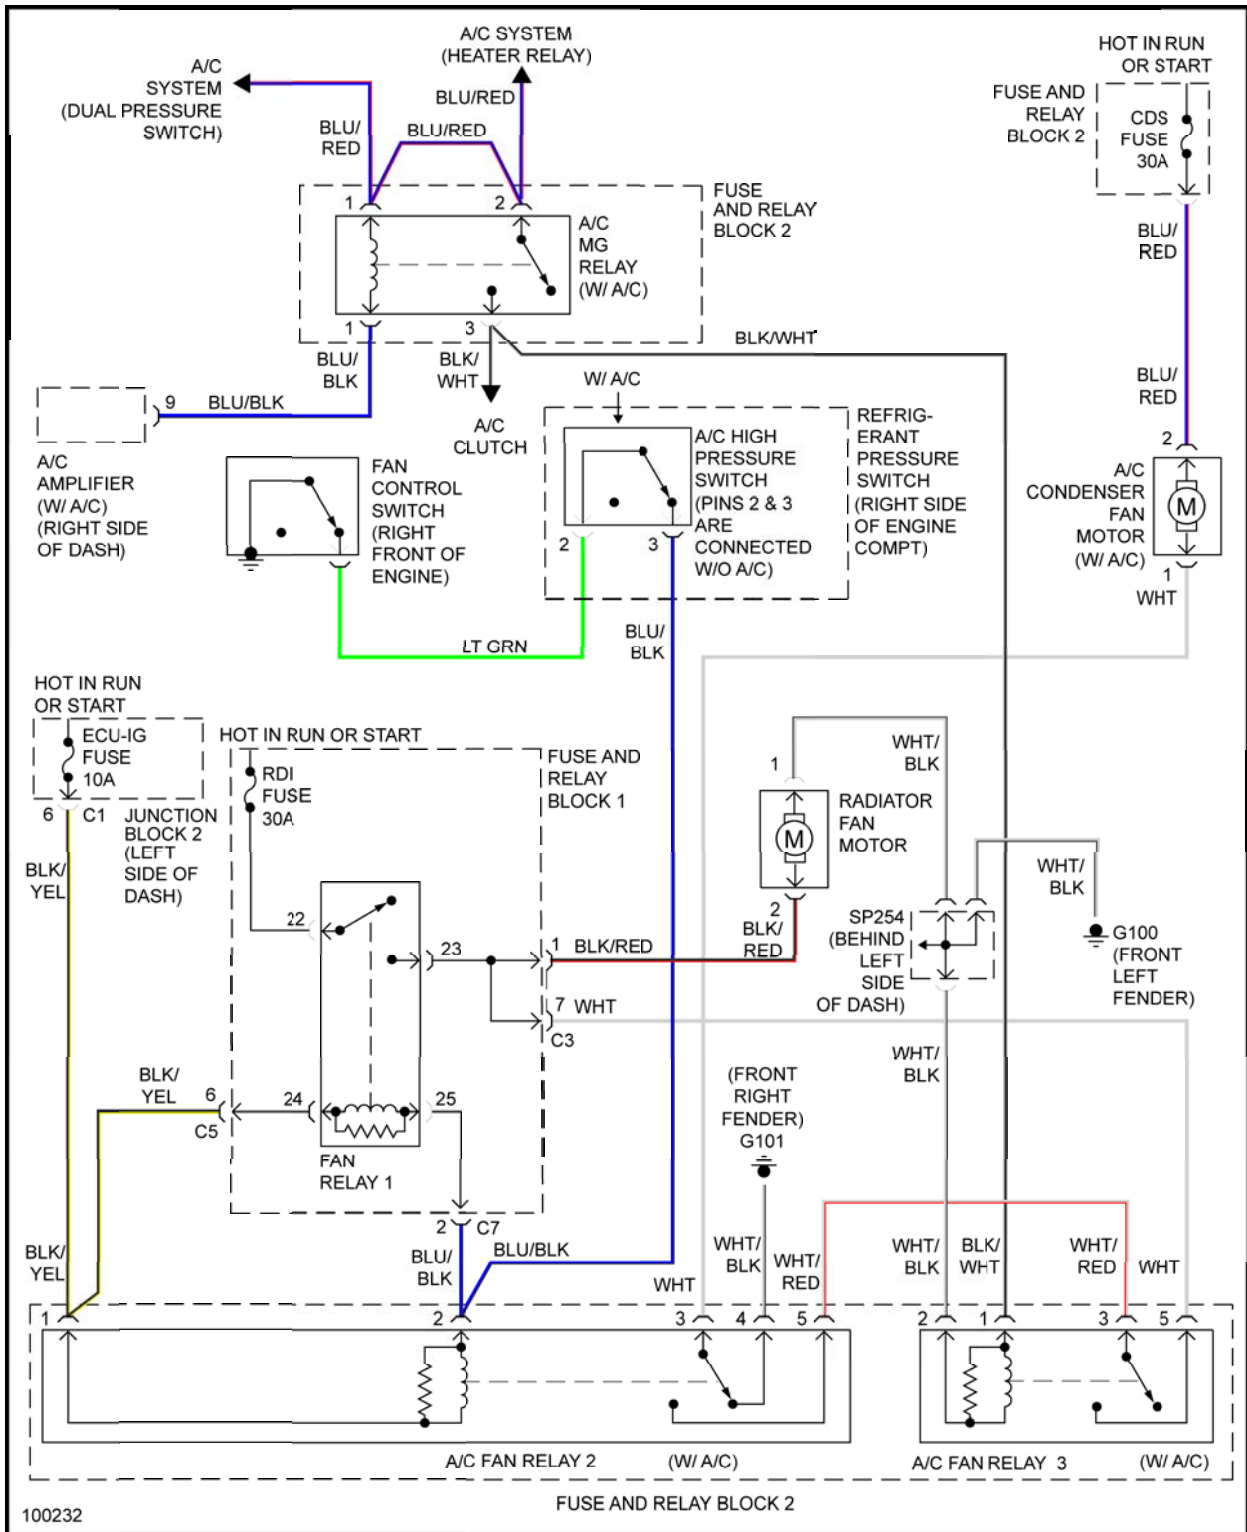 A/C SYSTEM
(HEATER RELAY)
A/C
SYSTEM
(DUAL PRESSURE
SWITCH)
BLU/RED
BLU/
RED
BLU/RED
HOT IN RUN
OR START
FUSE AND
RELAY
BLOCK 2
CDS
FUSE
30A
1
2
FUSE
AND RELAY
BLOCK 2
A/C
MG
RELAY
(W/ A/C)
BLU/
RED
1
3
BLU/
BLK
BLK/
WHT
BLK/WHT
A/C
CLUTCH
9
BLU/BLK
A/C
AMPLIFIER
(W/ A/C)
(RIGHT SIDE
OF DASH)
FAN
CONTROL
SWITCH
(RIGHT
FRONT OF
ENGINE)
W/ A/C
A/C HIGH
PRESSURE
SWITCH
(PINS 2 & 3
ARE
CONNECTED
W/O A/C)
2
3
REFRIG-
ERANT
PRESSURE
SWITCH
(RIGHT SIDE
OF ENGINE
COMPT)
BLU/
RED
2
A/C
CONDENSER
FAN
MOTOR
(W/ A/C)
M
1
WHT
LT GRN
BLU/
BLK
HOT IN RUN
OR START
ECU-IG
FUSE
10A
6
C1
JUNCTION
BLOCK 2
(LEFT
SIDE OF
DASH)
BLK/
YEL
HOT IN RUN OR START
RDI
FUSE
30A
FUSE AND
RELAY
BLOCK 1
22
23
1
BLK/RED
7
WHT
C3
1
M
RADIATOR
FAN
MOTOR
2
BLK/
RED
WHT/
BLK
WHT/
BLK
SP254
(BEHIND
LEFT
SIDE
OF DASH)
G100
(FRONT
LEFT
FENDER)
WHT/
BLK
BLK/
YEL
6
C5
24
25
FAN
RELAY 1
(FRONT
RIGHT
FENDER)
G101
2
C7
BLK/
YEL
BLU/
BLK
BLU/BLK
WHT
WHT/
BLK
WHT/
RED
WHT/
BLK
BLK/
WHT
WHT/
RED
WHT
1
2
3
4
5
2
1
3
5
A/C FAN RELAY 2
(W/ A/C)
A/C FAN RELAY 3
(W/ A/C)
FUSE AND RELAY BLOCK 2
100232